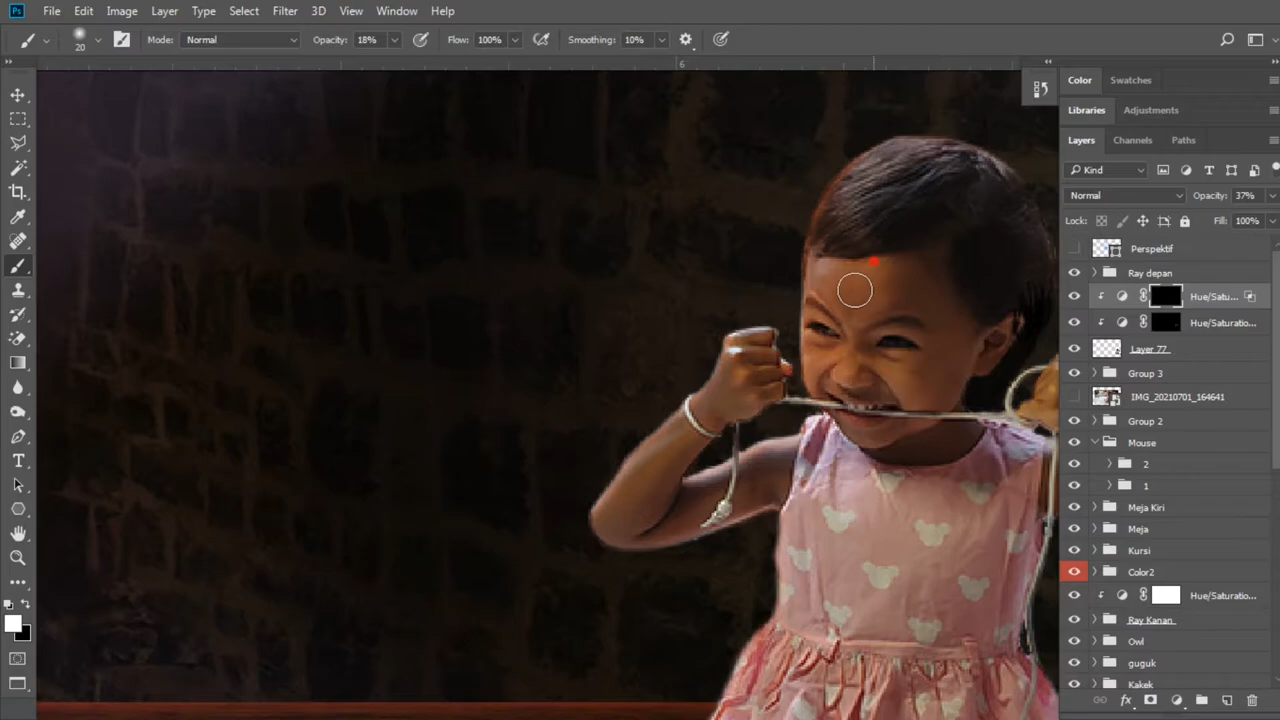 Ps File Edit Image Layer Type Select Filter 3D View Window Help
20 Mode: Normal Opacity: 18% Flow: 100% Smoothing: 10%
6
Color Swatches
Libraries Adjustments
Layers Channels Paths
Kind
Normal Opacity: 37%
Lock: Fill: 100%
Perspektif
Ray depan
Hue/Satu...
Hue/Saturatio...
Layer 77
Group 3
IMG_20210701_164641
Group 2
Mouse
2
1
Meja Kiri
Meja
Kursi
Color2
Hue/Saturatio...
Ray Kanan
Owl
guguk
Kakek
fx